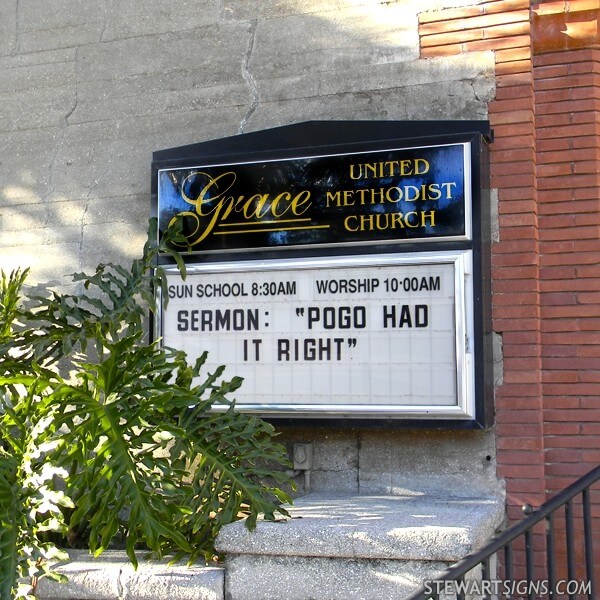 Grace
UNITED
METHODIST
CHURCH
SUN SCHOOL 8:30AM WORSHIP 10:00AM
SERMON: "POGO HAD
IT RIGHT"
STEWARTSIGNS.COM